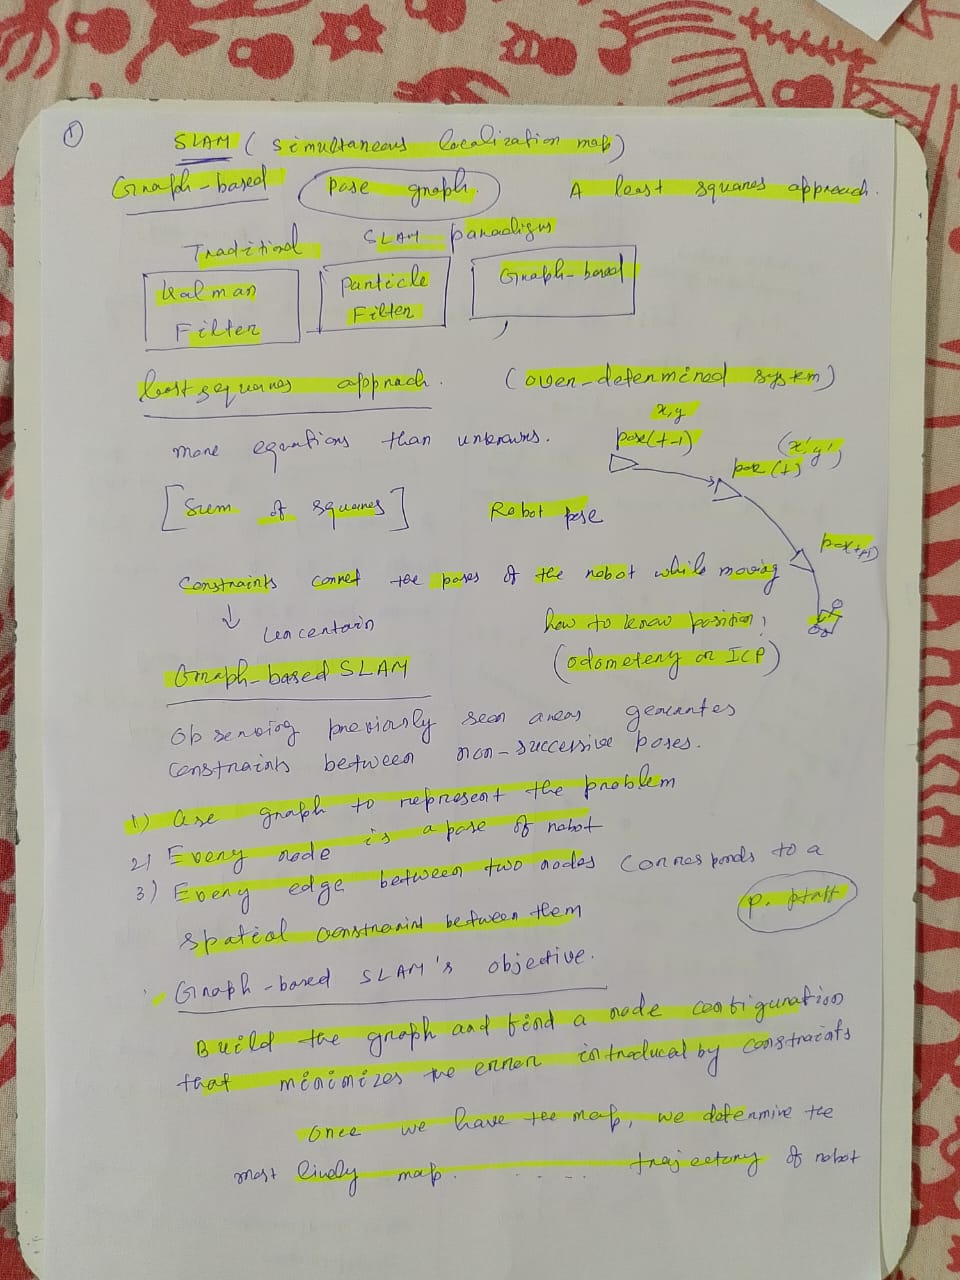 ①
SLAM ( simultaneous localization map)
Graph-based pose graph. A least squares approach.
Traditional SLAM paradigms
Kalman Filter
Particle Filter
Graph-based
least squares approach. (over-determined system)
more equations than unknowns.
x,y
pose(t-1)
(x',y')
pose (t)
[Sum of squares]
Robot pose
pose(t+1)
Constraints connet the poses of the robot while moving
↓ Uncertain
how to know position!
(odometery or ICP)
Graph-based SLAM
observing previously seen areas generates
constraints between non-successive poses.
1) use graph to represent the problem
2) Every node is a pose of robot
3) Every edge between two nodes corresponds to a
spatial constraint between them
Graph-based SLAM's objective.
Build the graph and find a node configuration
that minimizes the error introduced by constraints
once we have the map, we determine the
most likely map. .... trajectory of robot